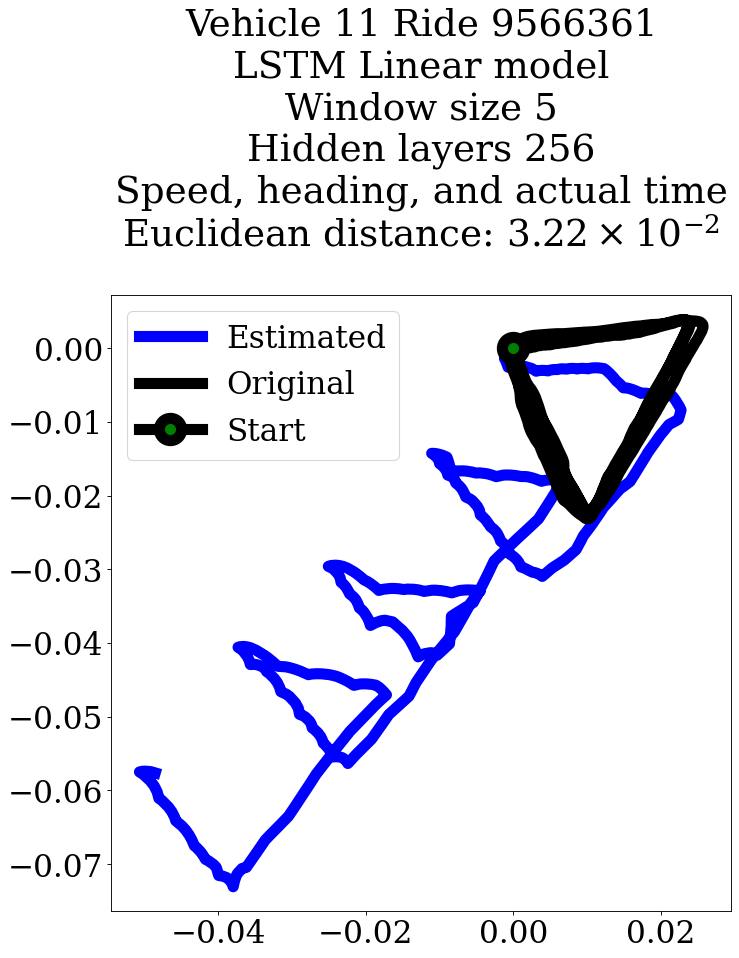 Vehicle 11 Ride 9566361
LSTM Linear model
Window size 5
Hidden layers 256
Speed, heading, and actual time
Euclidean distance: 3.22 × 10⁻²
Estimated
Original
Start
0.00
−0.01
−0.02
−0.03
−0.04
−0.05
−0.06
−0.07
−0.04 −0.02 0.00 0.02